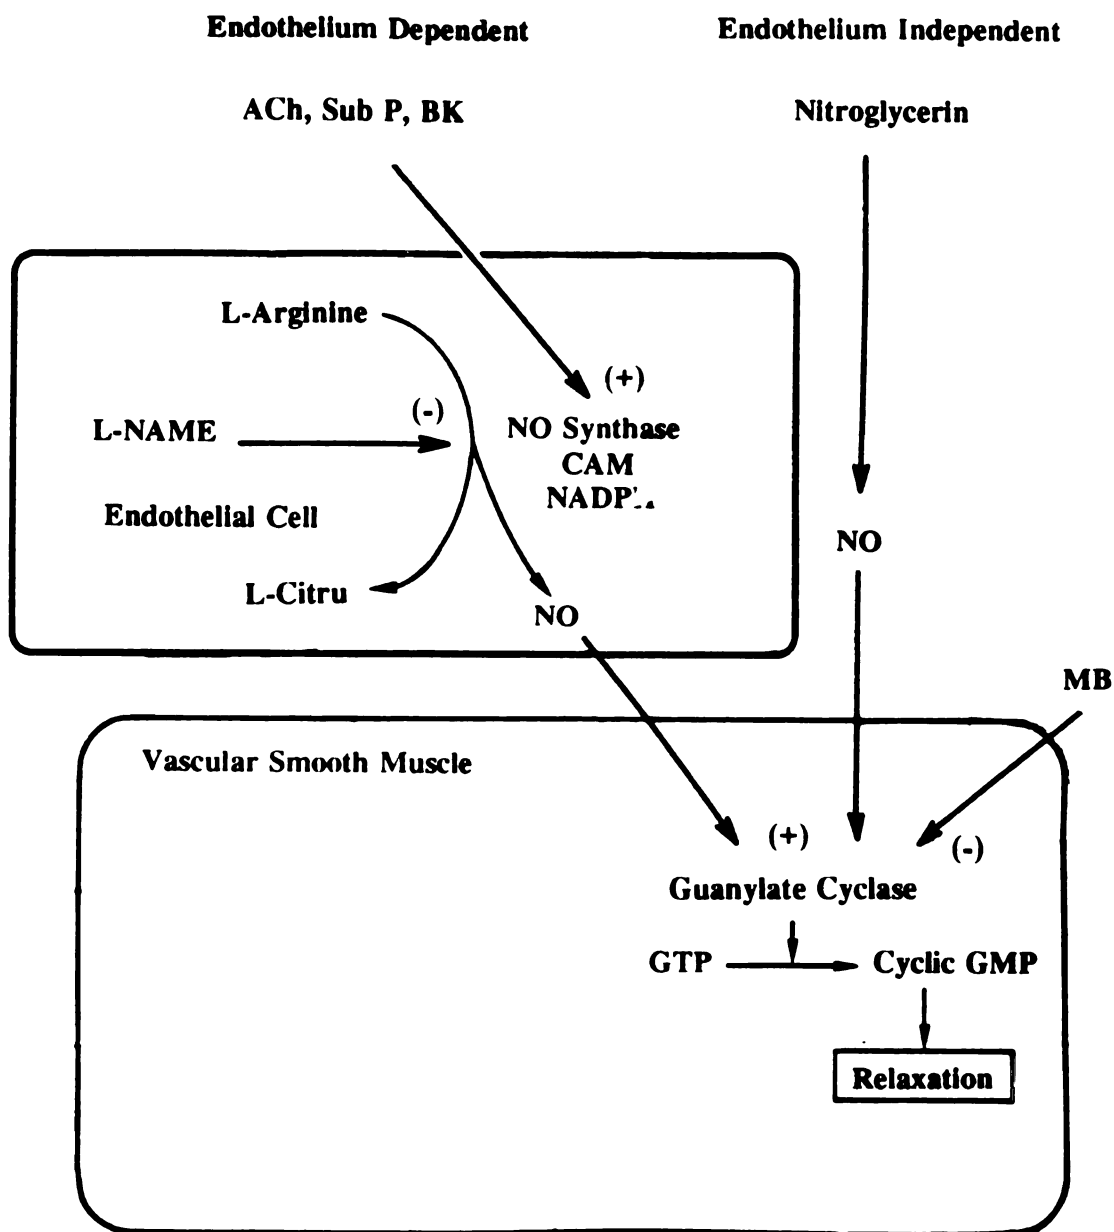 Endothelium Dependent
Endothelium Independent
ACh, Sub P, BK
Nitroglycerin
L-Arginine
(+)
(-)
L-NAME
NO Synthase
CAM
Endothelial Cell
NO
L-Citru
NO
MB
Vascular Smooth Muscle
(+)
(-)
Guanylate Cyclase
GTP
Cyclic GMP
Relaxation